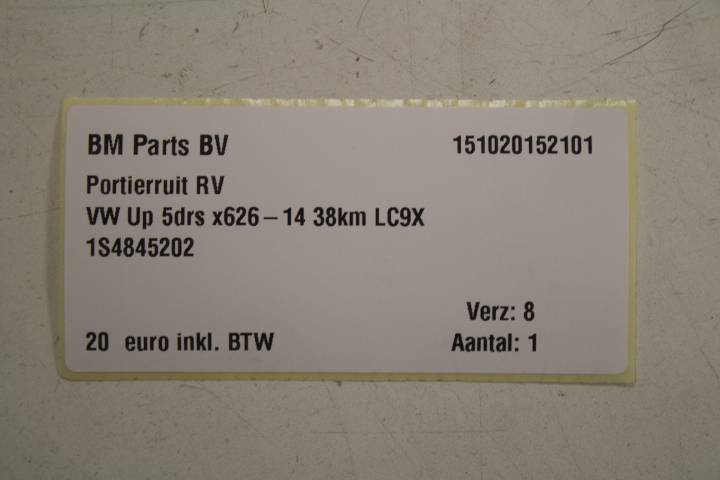 BM Parts BV 151020152101
Portierruit RV
VW Up 5drs x626 – 14 38km LC9X
1S4845202
Verz: 8
20 euro inkl. BTW Aantal: 1